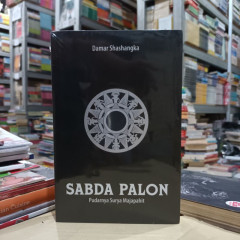 Damar Shashangka
SABDA PALON
Pudarnya Surya Majapahit